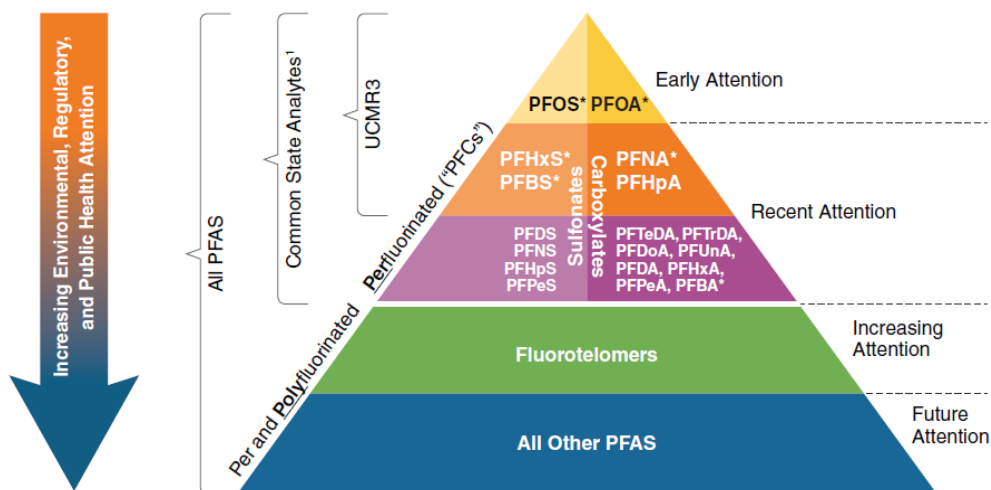 Increasing Environmental, Regulatory,
and Public Health Attention
All PFAS
Common State Analytes¹
UCMR3
Perfluorinated (“PFCs”)
Per and Polyfluorinated
PFOS* PFOA*
Early Attention
PFHxS*
PFBS*
Sulfonates
Carboxylates
PFNA*
PFHpA
Recent Attention
PFDS
PFNS
PFHpS
PFPeS
PFTeDA, PFTrDA,
PFDoA, PFUnA,
PFDA, PFHxA,
PFPeA, PFBA*
Fluorotelomers
Increasing
Attention
All Other PFAS
Future
Attention